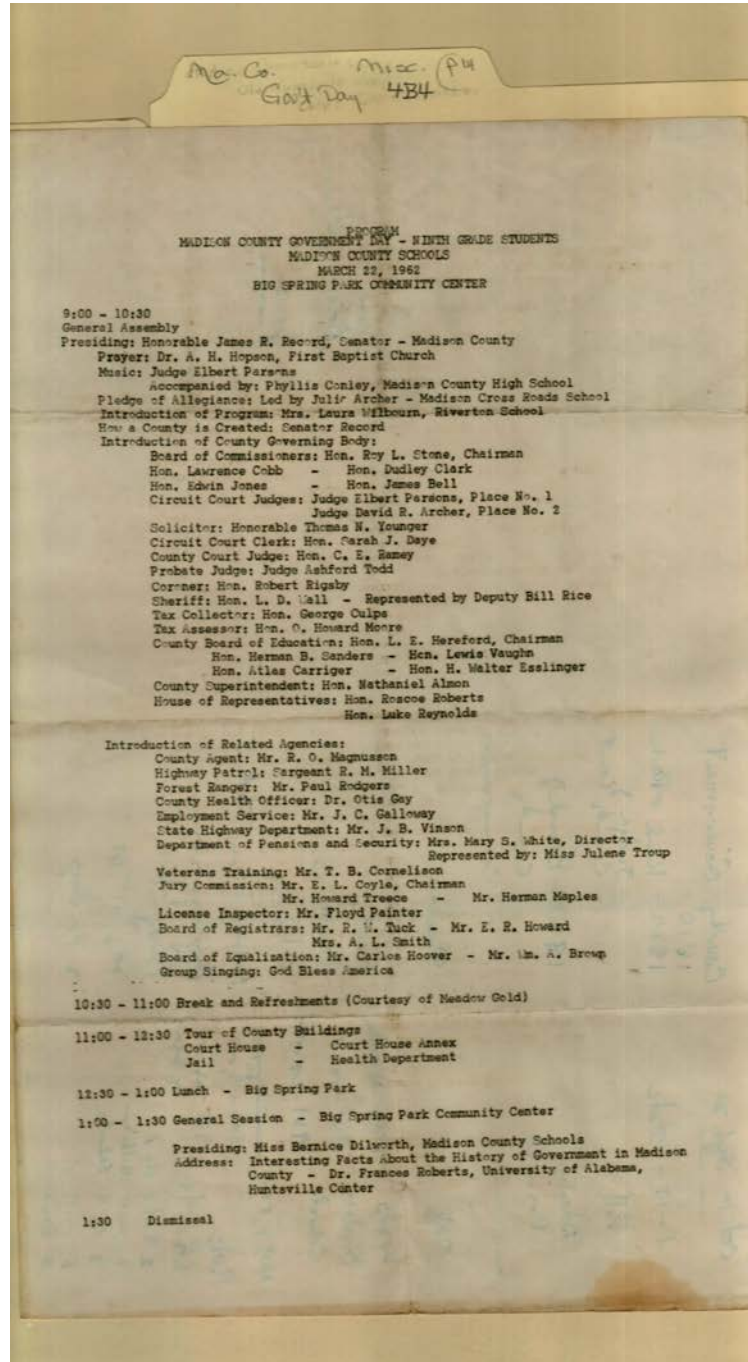 Ma. Co. Misc. (P14
Gov't Day 4B4
PROGRAM
MADISON COUNTY GOVERNMENT DAY - NINTH GRADE STUDENTS
MADISON COUNTY SCHOOLS
MARCH 22, 1962
BIG SPRING PARK COMMUNITY CENTER
9:00 - 10:30
General Assembly
Presiding: Honorable James R. Record, Senator - Madison County
Prayer: Dr. A. H. Hopson, First Baptist Church
Music: Judge Elbert Parsons
Accompanied by: Phyllis Conley, Madison County High School
Pledge of Allegiance: Led by Julie Archer - Madison Cross Roads School
Introduction of Program: Mrs. Laura Wilbourn, Riverton School
How a County is Created: Senator Record
Introduction of County Governing Body:
Board of Commissioners: Hon. Roy L. Stone, Chairman
Hon. Lawrence Cobb - Hon. Dudley Clark
Hon. Edwin Jones - Hon. James Bell
Circuit Court Judges: Judge Elbert Parsons, Place No. 1
Judge David R. Archer, Place No. 2
Solicitor: Honorable Thomas N. Younger
Circuit Court Clerk: Hon. Sarah J. Daye
County Court Judge: Hon. C. E. Ramey
Probate Judge: Judge Ashford Todd
Coroner: Hon. Robert Rigsby
Sheriff: Hon. L. D. Wall - Represented by Deputy Bill Rice
Tax Collector: Hon. George Culps
Tax Assessor: Hon. O. Howard Moore
County Board of Education: Hon. L. E. Hereford, Chairman
Hon. Herman B. Sanders - Hon. Lewis Vaughn
Hon. Atlas Carriger - Hon. H. Walter Esslinger
County Superintendent: Hon. Nathaniel Almon
House of Representatives: Hon. Roscoe Roberts
Hon. Luke Reynolds
Introduction of Related Agencies:
County Agent: Mr. R. O. Magnusson
Highway Patrol: Sargeant R. M. Miller
Forest Ranger: Mr. Paul Rodgers
County Health Officer: Dr. Otis Gay
Employment Service: Mr. J. C. Galloway
State Highway Department: Mr. J. B. Vinson
Department of Pensions and Security: Mrs. Mary S. White, Director
Represented by: Miss Julene Troup
Veterans Training: Mr. T. B. Cornelison
Jury Commission: Mr. E. L. Coyle, Chairman
Mr. Howard Treece - Mr. Herman Maples
License Inspector: Mr. Floyd Painter
Board of Registrars: Mr. R. W. Tuck - Mr. E. R. Howard
Mrs. A. L. Smith
Board of Equalization: Mr. Carlos Hoover - Mr. Wm. A. Brown
Group Singing: God Bless America
10:30 - 11:00 Break and Refreshments (Courtesy of Meadow Gold)
11:00 - 12:30 Tour of County Buildings
Court House - Court House Annex
Jail - Health Department
12:30 - 1:00 Lunch - Big Spring Park
1:00 - 1:30 General Session - Big Spring Park Community Center
Presiding: Miss Bernice Dilworth, Madison County Schools
Address: Interesting Facts About the History of Government in Madison
County - Dr. Frances Roberts, University of Alabama,
Huntsville Center
1:30 Dismissal